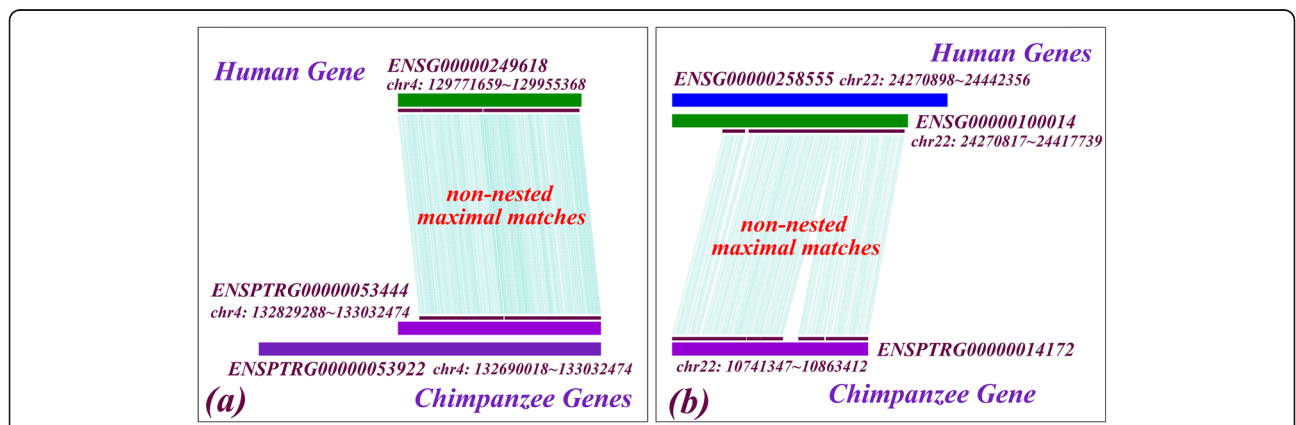 Human Gene
ENSG00000249618
chr4: 129771659~129955368
non-nested
maximal matches
ENSPTRG00000053444
chr4: 132829288~133032474
ENSPTRG00000053922 chr4: 132690018~133032474
(a)
Chimpanzee Genes
Human Genes
ENSG00000258555 chr22: 24270898~24442356
ENSG00000100014
chr22: 24270817~24417739
non-nested
maximal matches
ENSPTRG00000014172
chr22: 10741347~10863412
(b)
Chimpanzee Gene